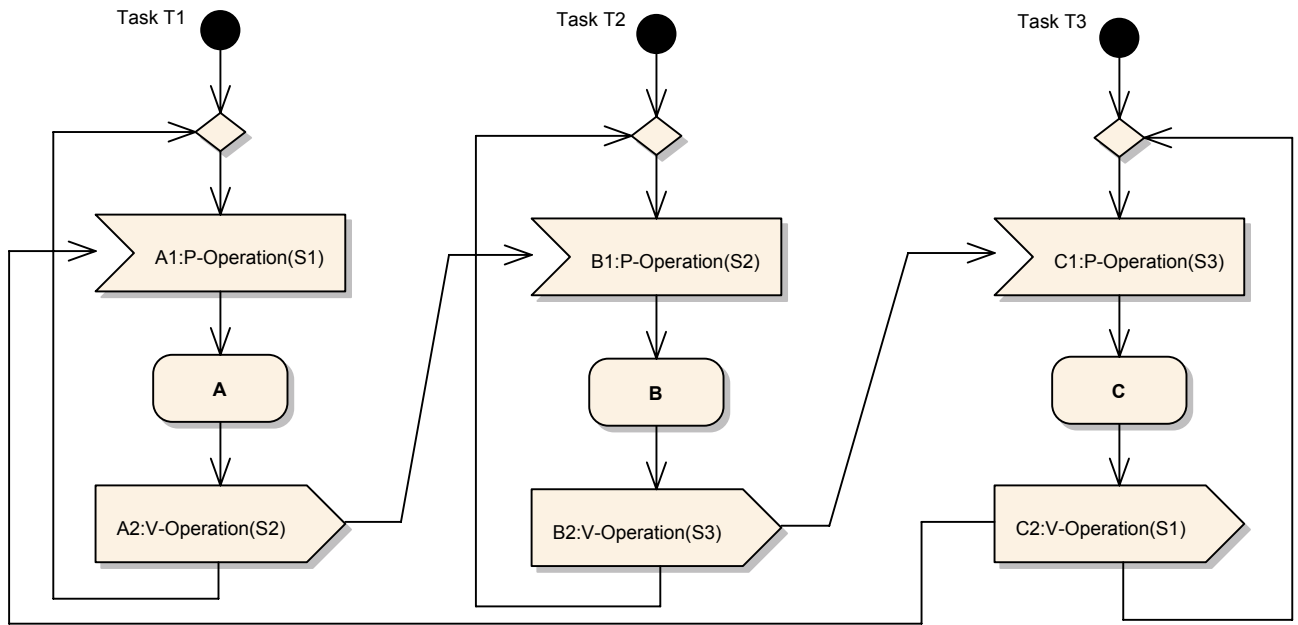 Task T1
Task T2
Task T3
A1:P-Operation(S1)
B1:P-Operation(S2)
C1:P-Operation(S3)
A
B
C
A2:V-Operation(S2)
B2:V-Operation(S3)
C2:V-Operation(S1)